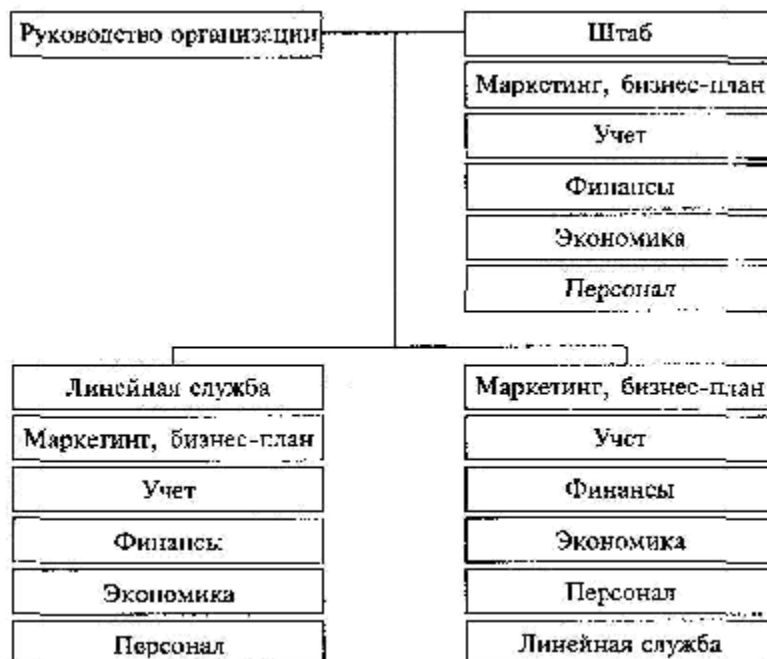 Руководство организации
Штаб
Маркетинг, бизнес-план
Учет
Финансы
Экономика
Персонал
Линейная служба
Маркетинг, бизнес-план
Учет
Финансы
Экономика
Персонал
Маркетинг, бизнес-план
Учет
Финансы
Экономика
Персонал
Линейная служба